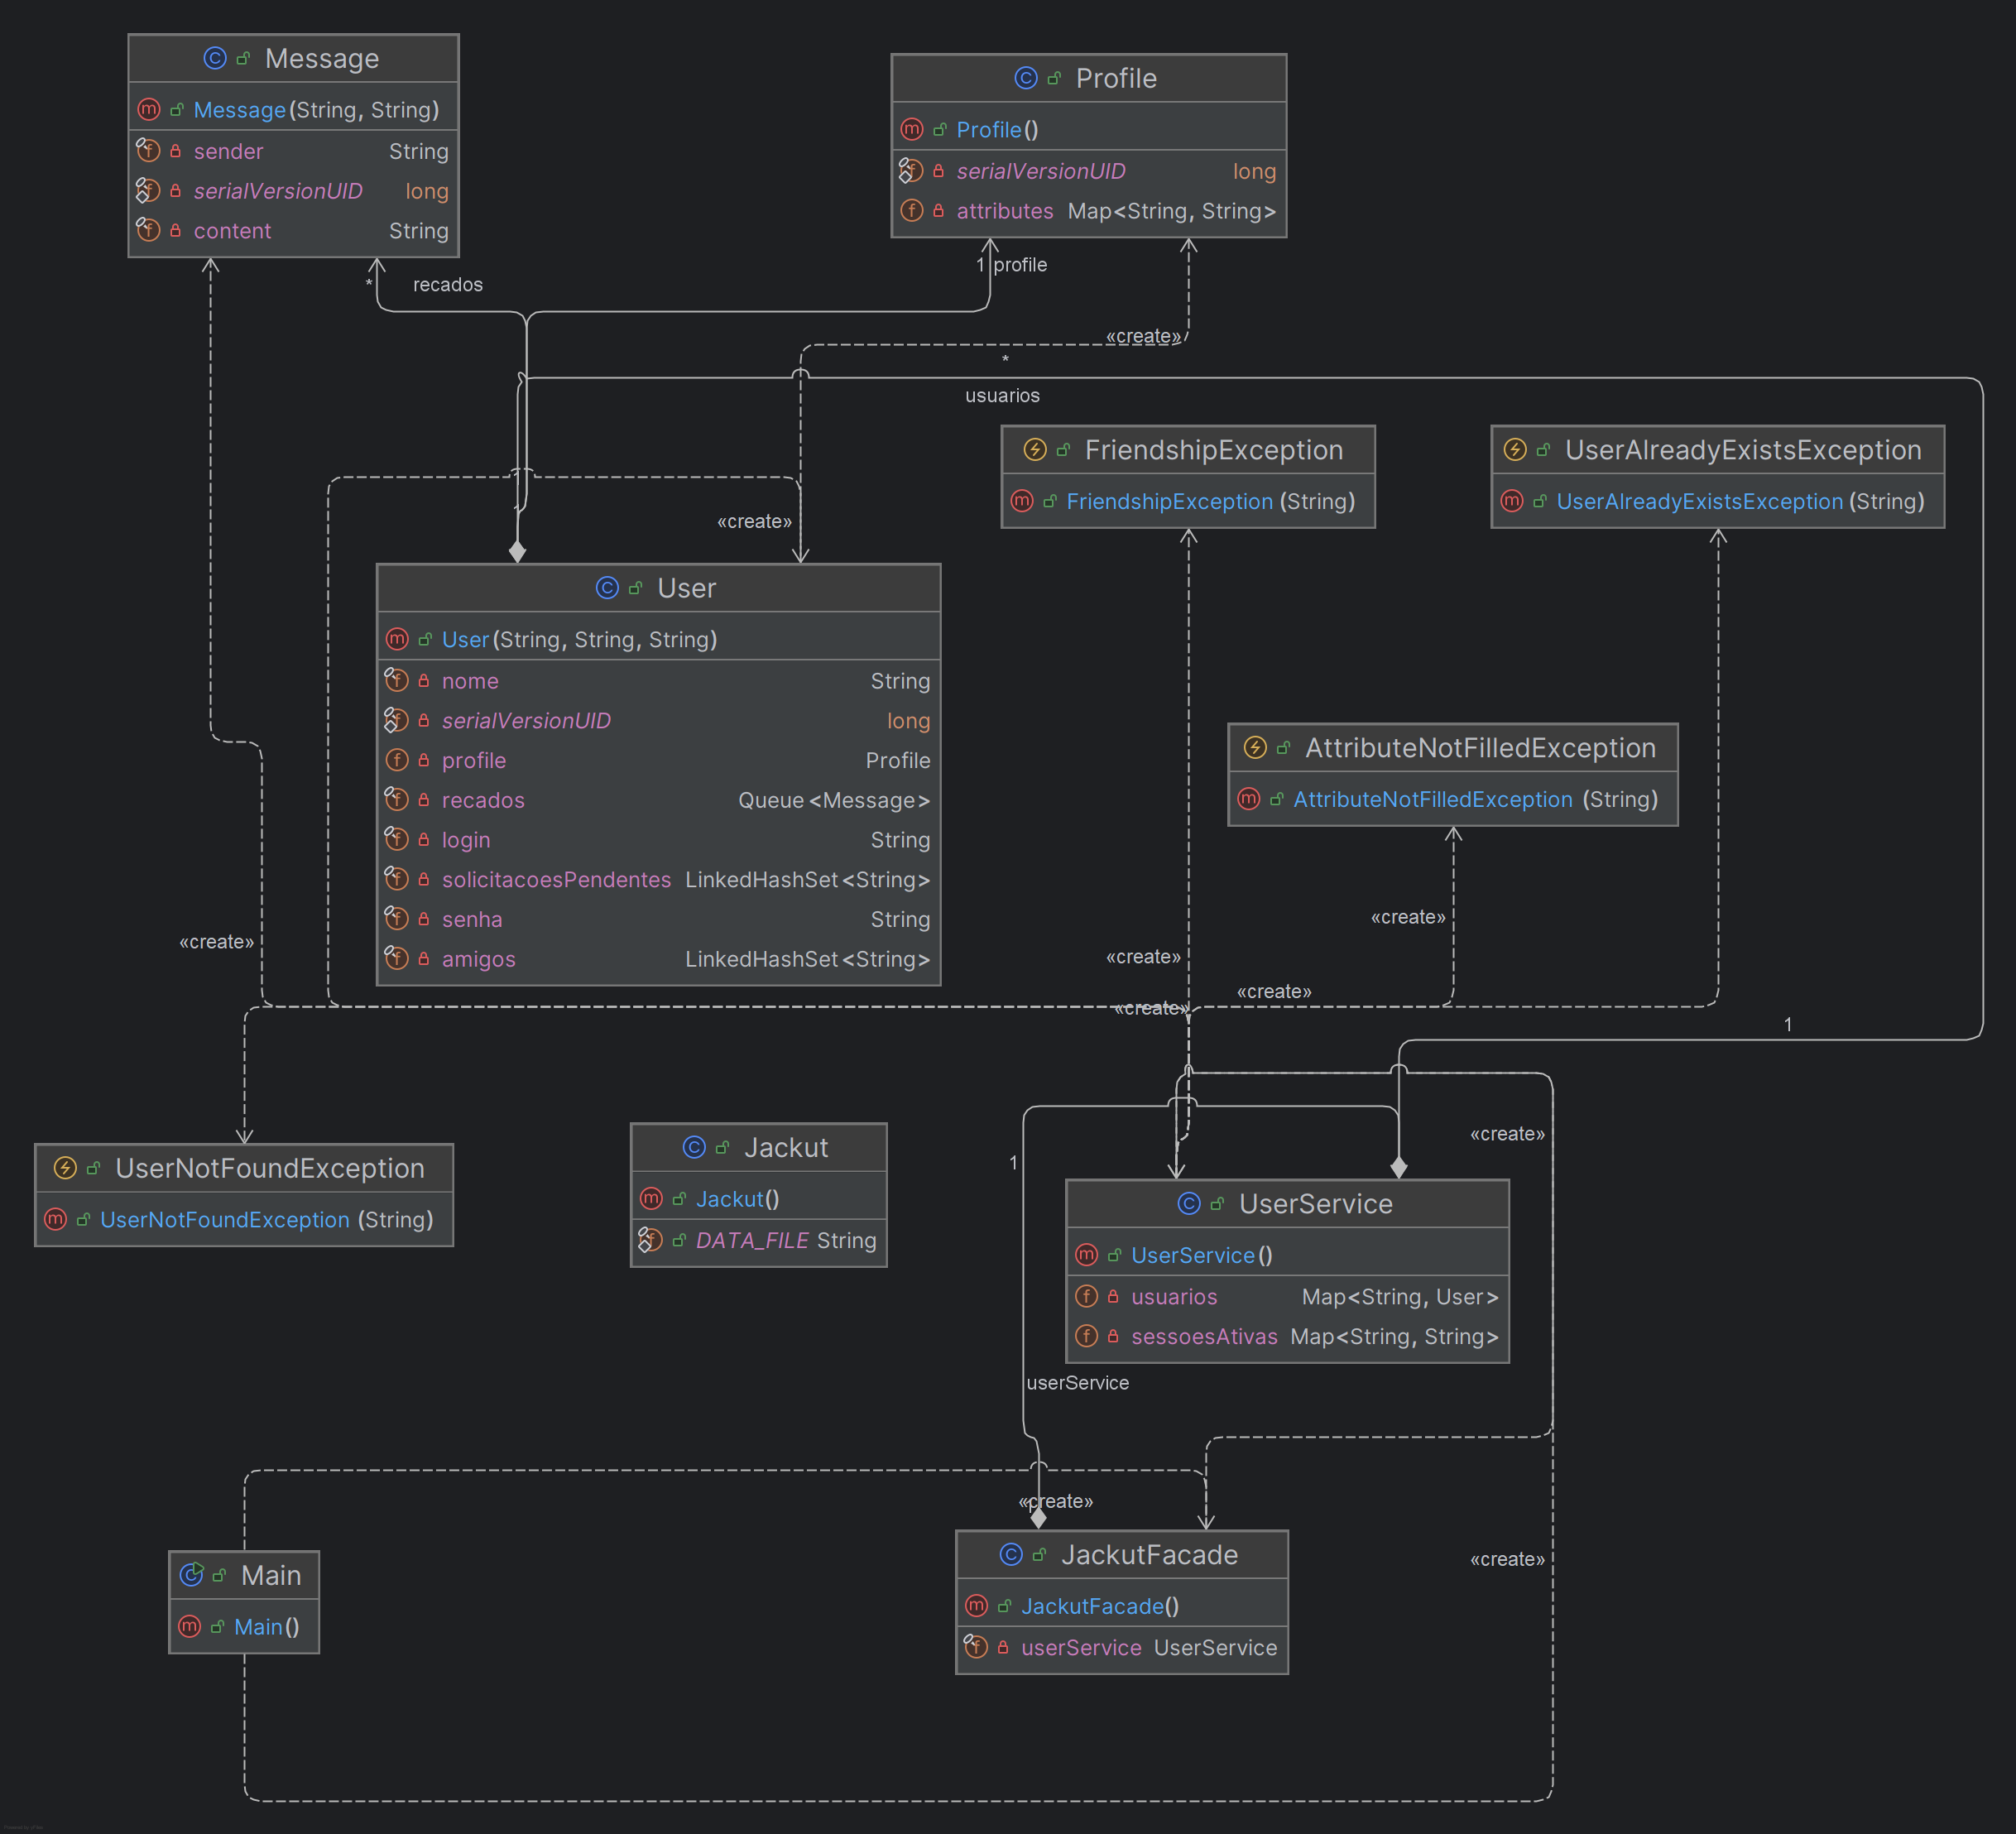 Message
Message(String, String)
sender String
serialVersionUID long
content String
Profile
Profile()
serialVersionUID long
attributes Map<String, String>
* recados
1 profile
«create»
*
usuarios
FriendshipException
FriendshipException(String)
UserAlreadyExistsException
UserAlreadyExistsException(String)
«create»
User
User(String, String, String)
nome String
serialVersionUID long
profile Profile
recados Queue<Message>
login String
solicitacoesPendentes LinkedHashSet<String>
senha String
amigos LinkedHashSet<String>
AttributeNotFilledException
AttributeNotFilledException (String)
«create»
«create»
«create»
«create»
«create»
1
«create»
1
UserNotFoundException
UserNotFoundException (String)
Jackut
Jackut()
DATA_FILE String
UserService
UserService()
usuarios Map<String, User>
sessoesAtivas Map<String, String>
userService
«create»
«create»
Main
Main()
JackutFacade
JackutFacade()
userService UserService